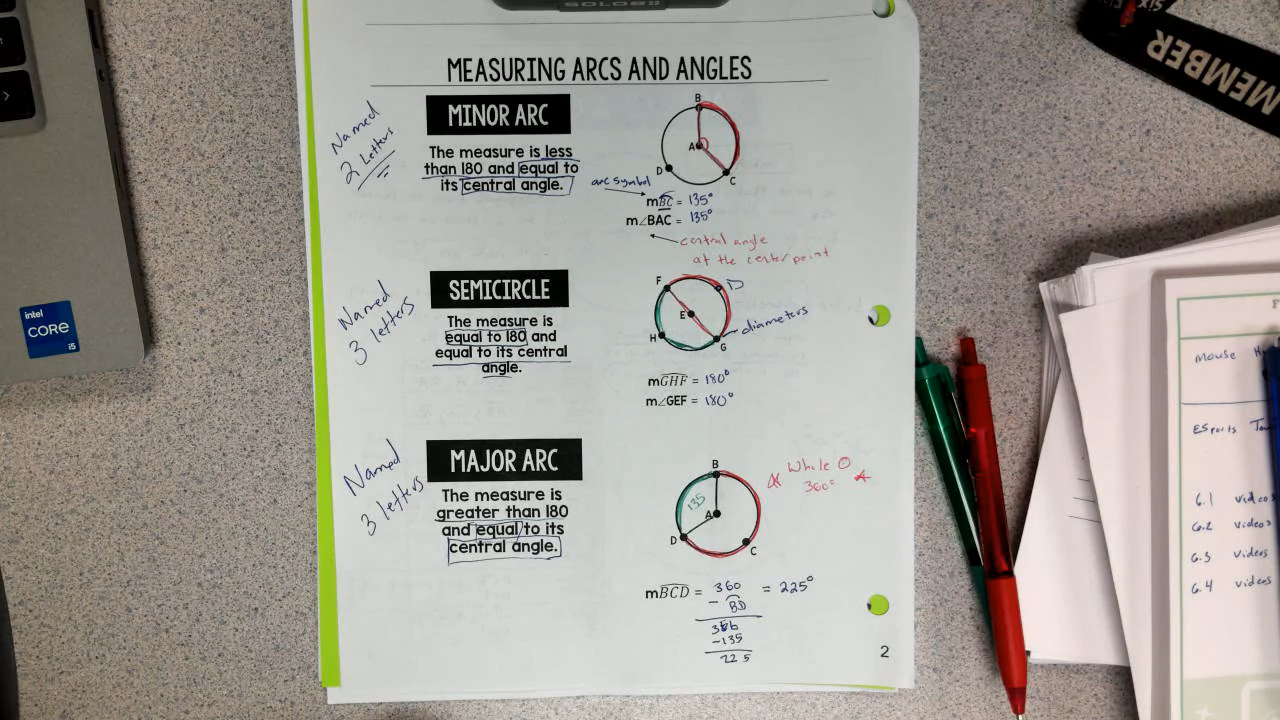 SOLO
SIX
MEMBER
MEASURING ARCS AND ANGLES
Named
2 Letters
MINOR ARC
The measure is less
than 180 and equal to
its central angle.
B
A
D
C
arc symbol
mBC = 135°
m∠BAC = 135°
central angle
at the center point
Named
3 letters
SEMICIRCLE
The measure is
equal to 180 and
equal to its central
angle.
F
D
E
H
G
diameters
mGHF = 180°
m∠GEF = 180°
Named
3 letters
MAJOR ARC
The measure is
greater than 180
and equal to its
central angle.
B
135
A
D
C
Whole ⊙
360°
mBCD = 360 = 225°
- BD
360
-135
225
2
intel
CORE
i5
mouse
ESports
6.1 videos
6.2 videos
6.3 videos
6.4 videos